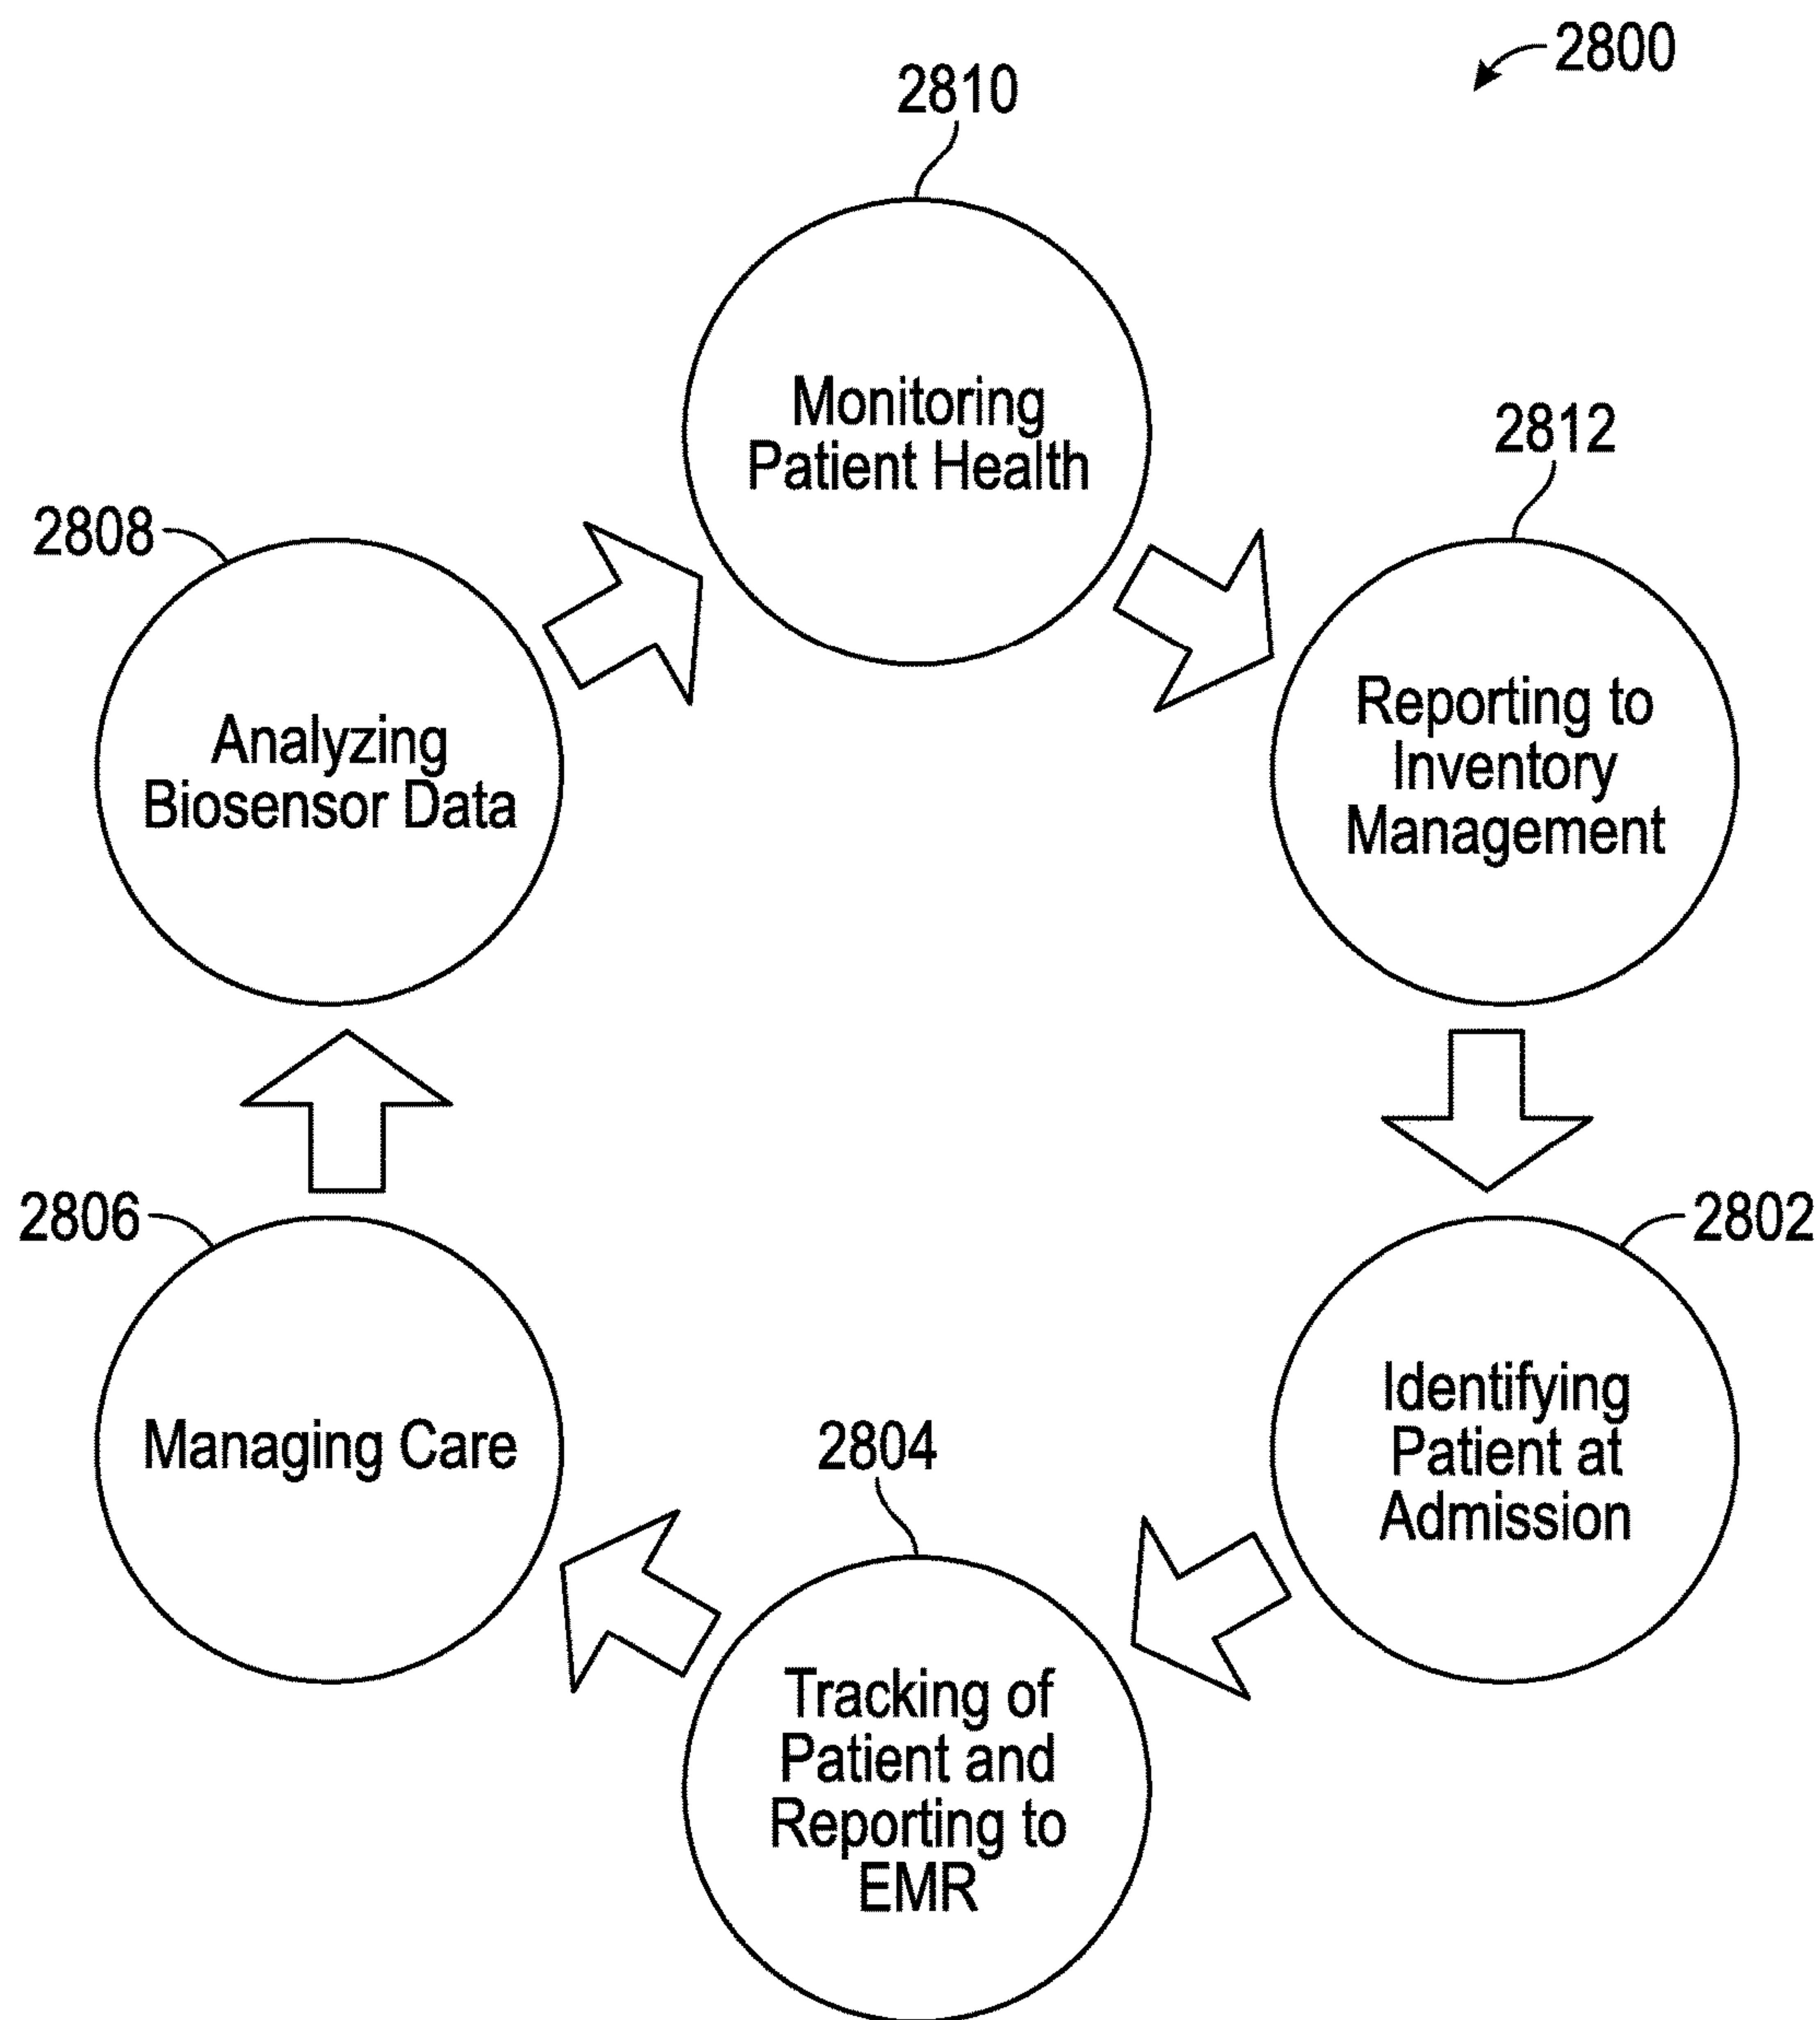 2800
2810
Monitoring
Patient Health
2812
Reporting to
Inventory
Management
2808
Analyzing
Biosensor Data
2806
Managing Care
2802
Identifying
Patient at
Admission
2804
Tracking of
Patient and
Reporting to
EMR